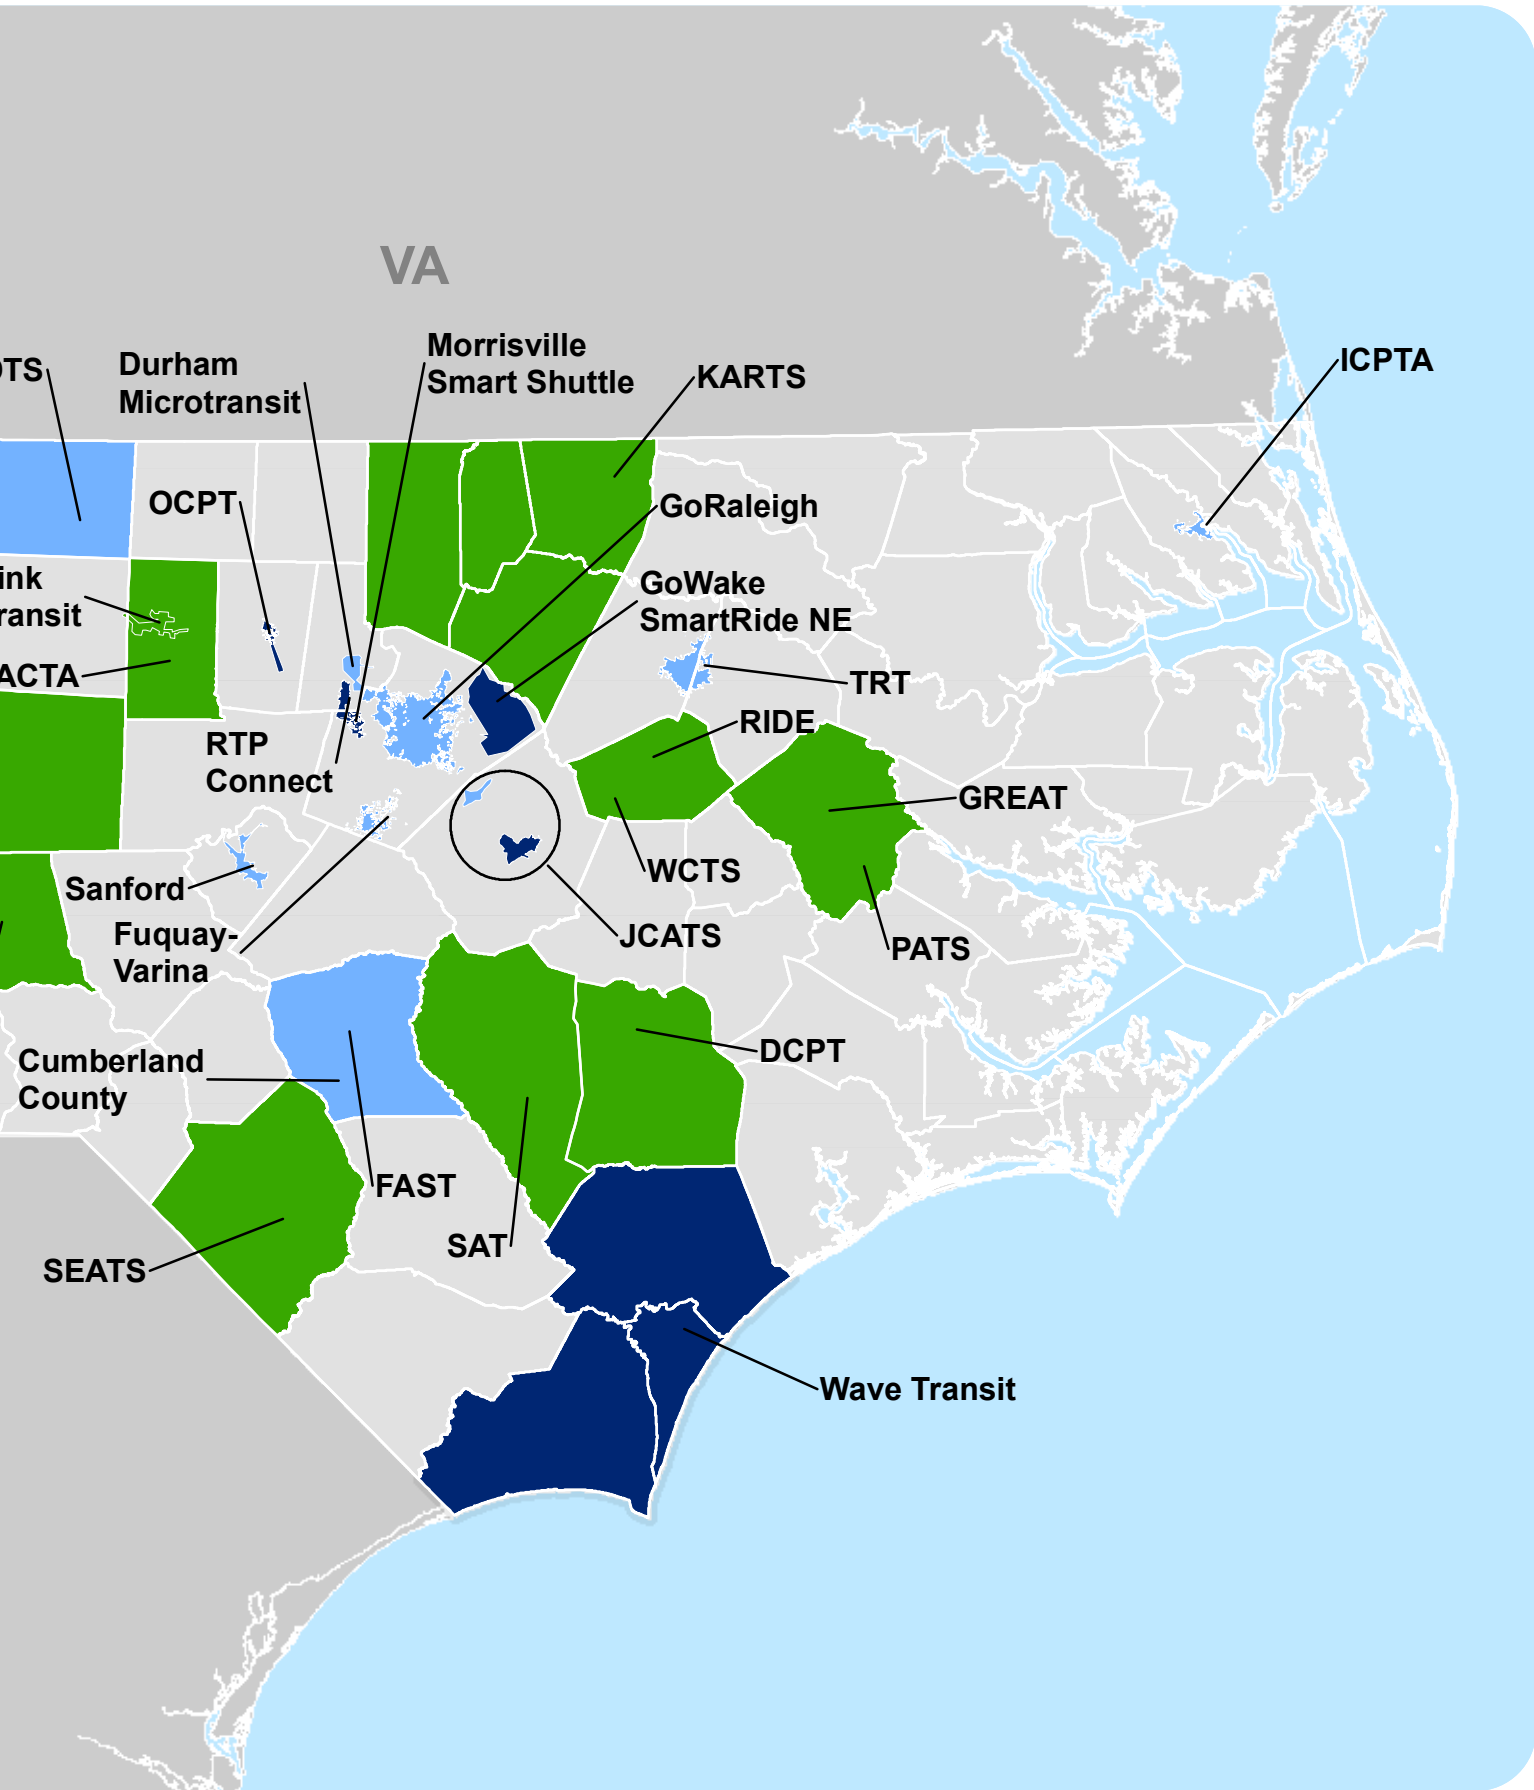 VA
Morrisville
Smart Shuttle
Durham
Microtransit
KARTS
ICPTA
OCPT
GoRaleigh
GoWake
SmartRide NE
ACTA
TRT
RIDE
RTP
Connect
GREAT
WCTS
Sanford
JCATS
Fuquay-
Varina
PATS
DCPT
Cumberland
County
FAST
SAT
SEATS
Wave Transit